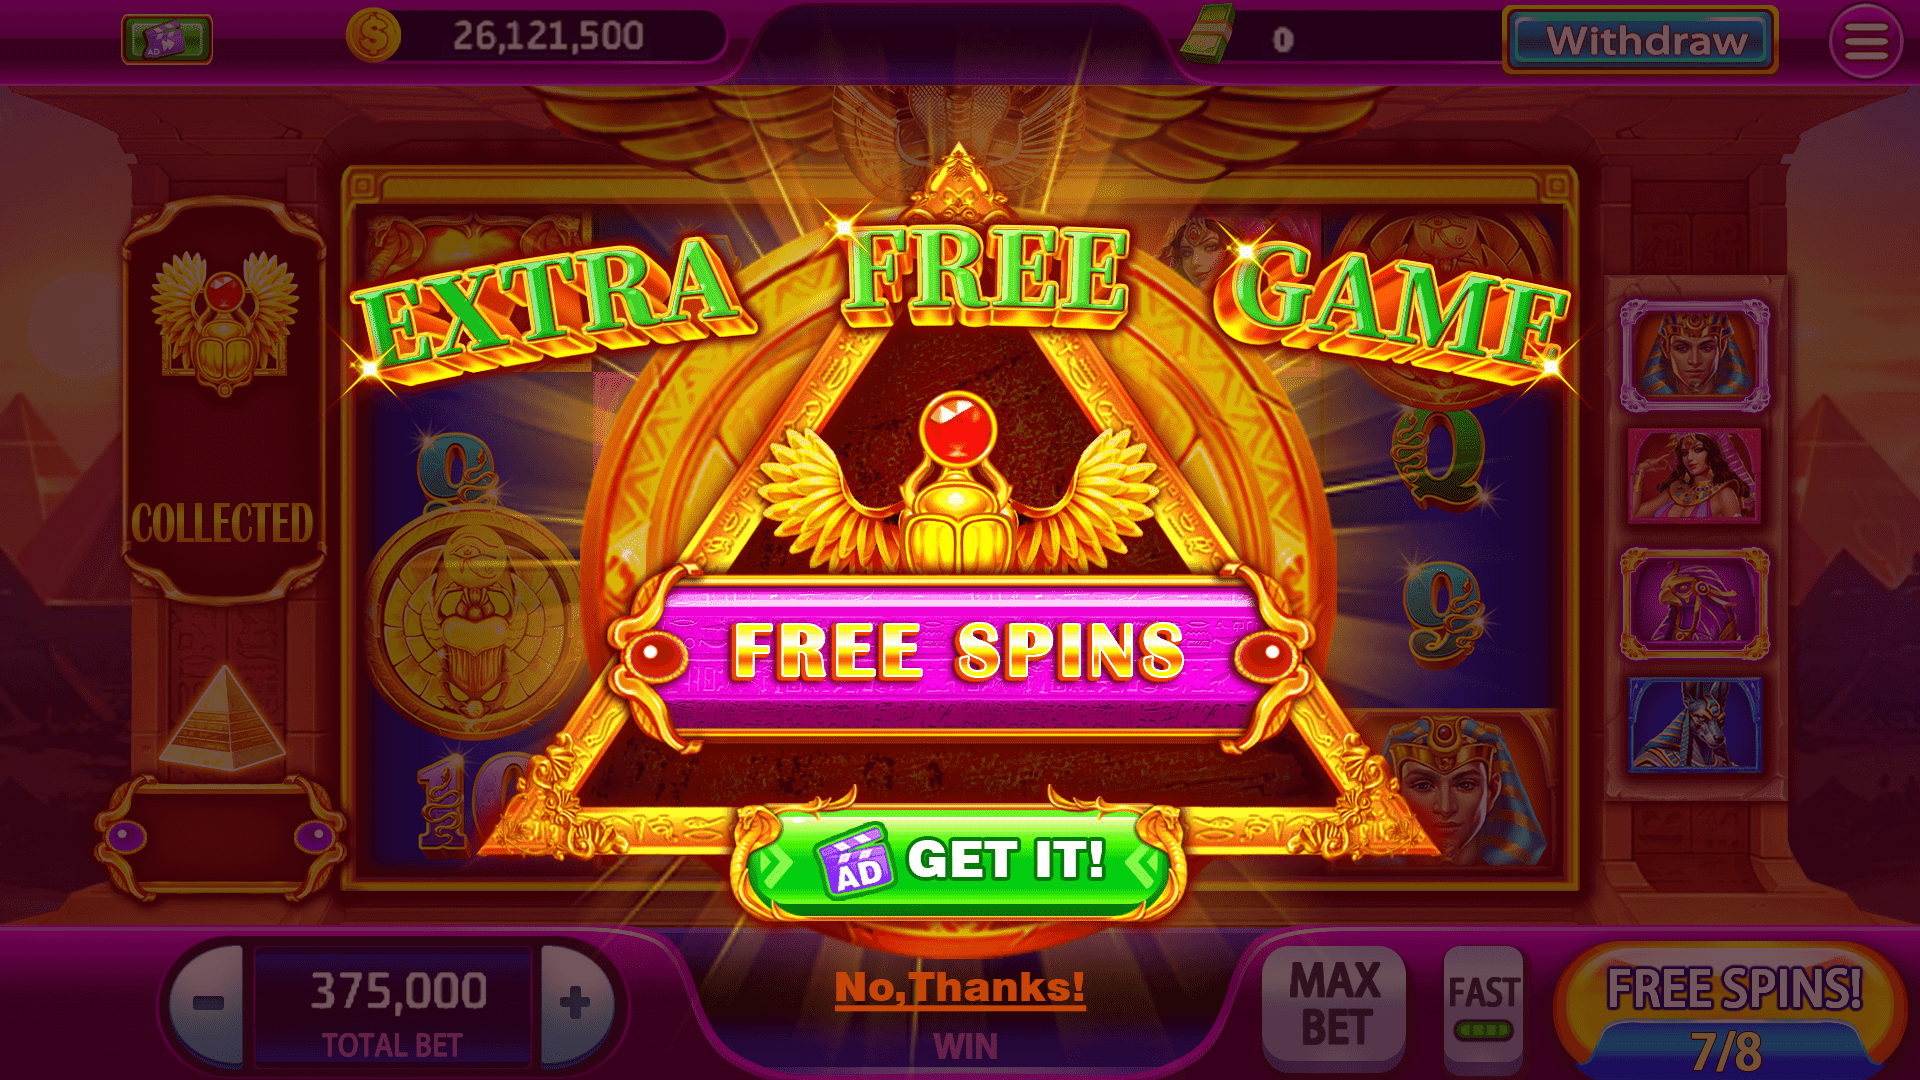 AD
26,121,500
0
Withdraw
EXTRA FREE GAME
COLLECTED
Q
9
9
10
FREE SPINS
AD GET IT!
No,Thanks!
375,000
TOTAL BET
WIN
MAX
BET
FAST
FREE SPINS!
7/8